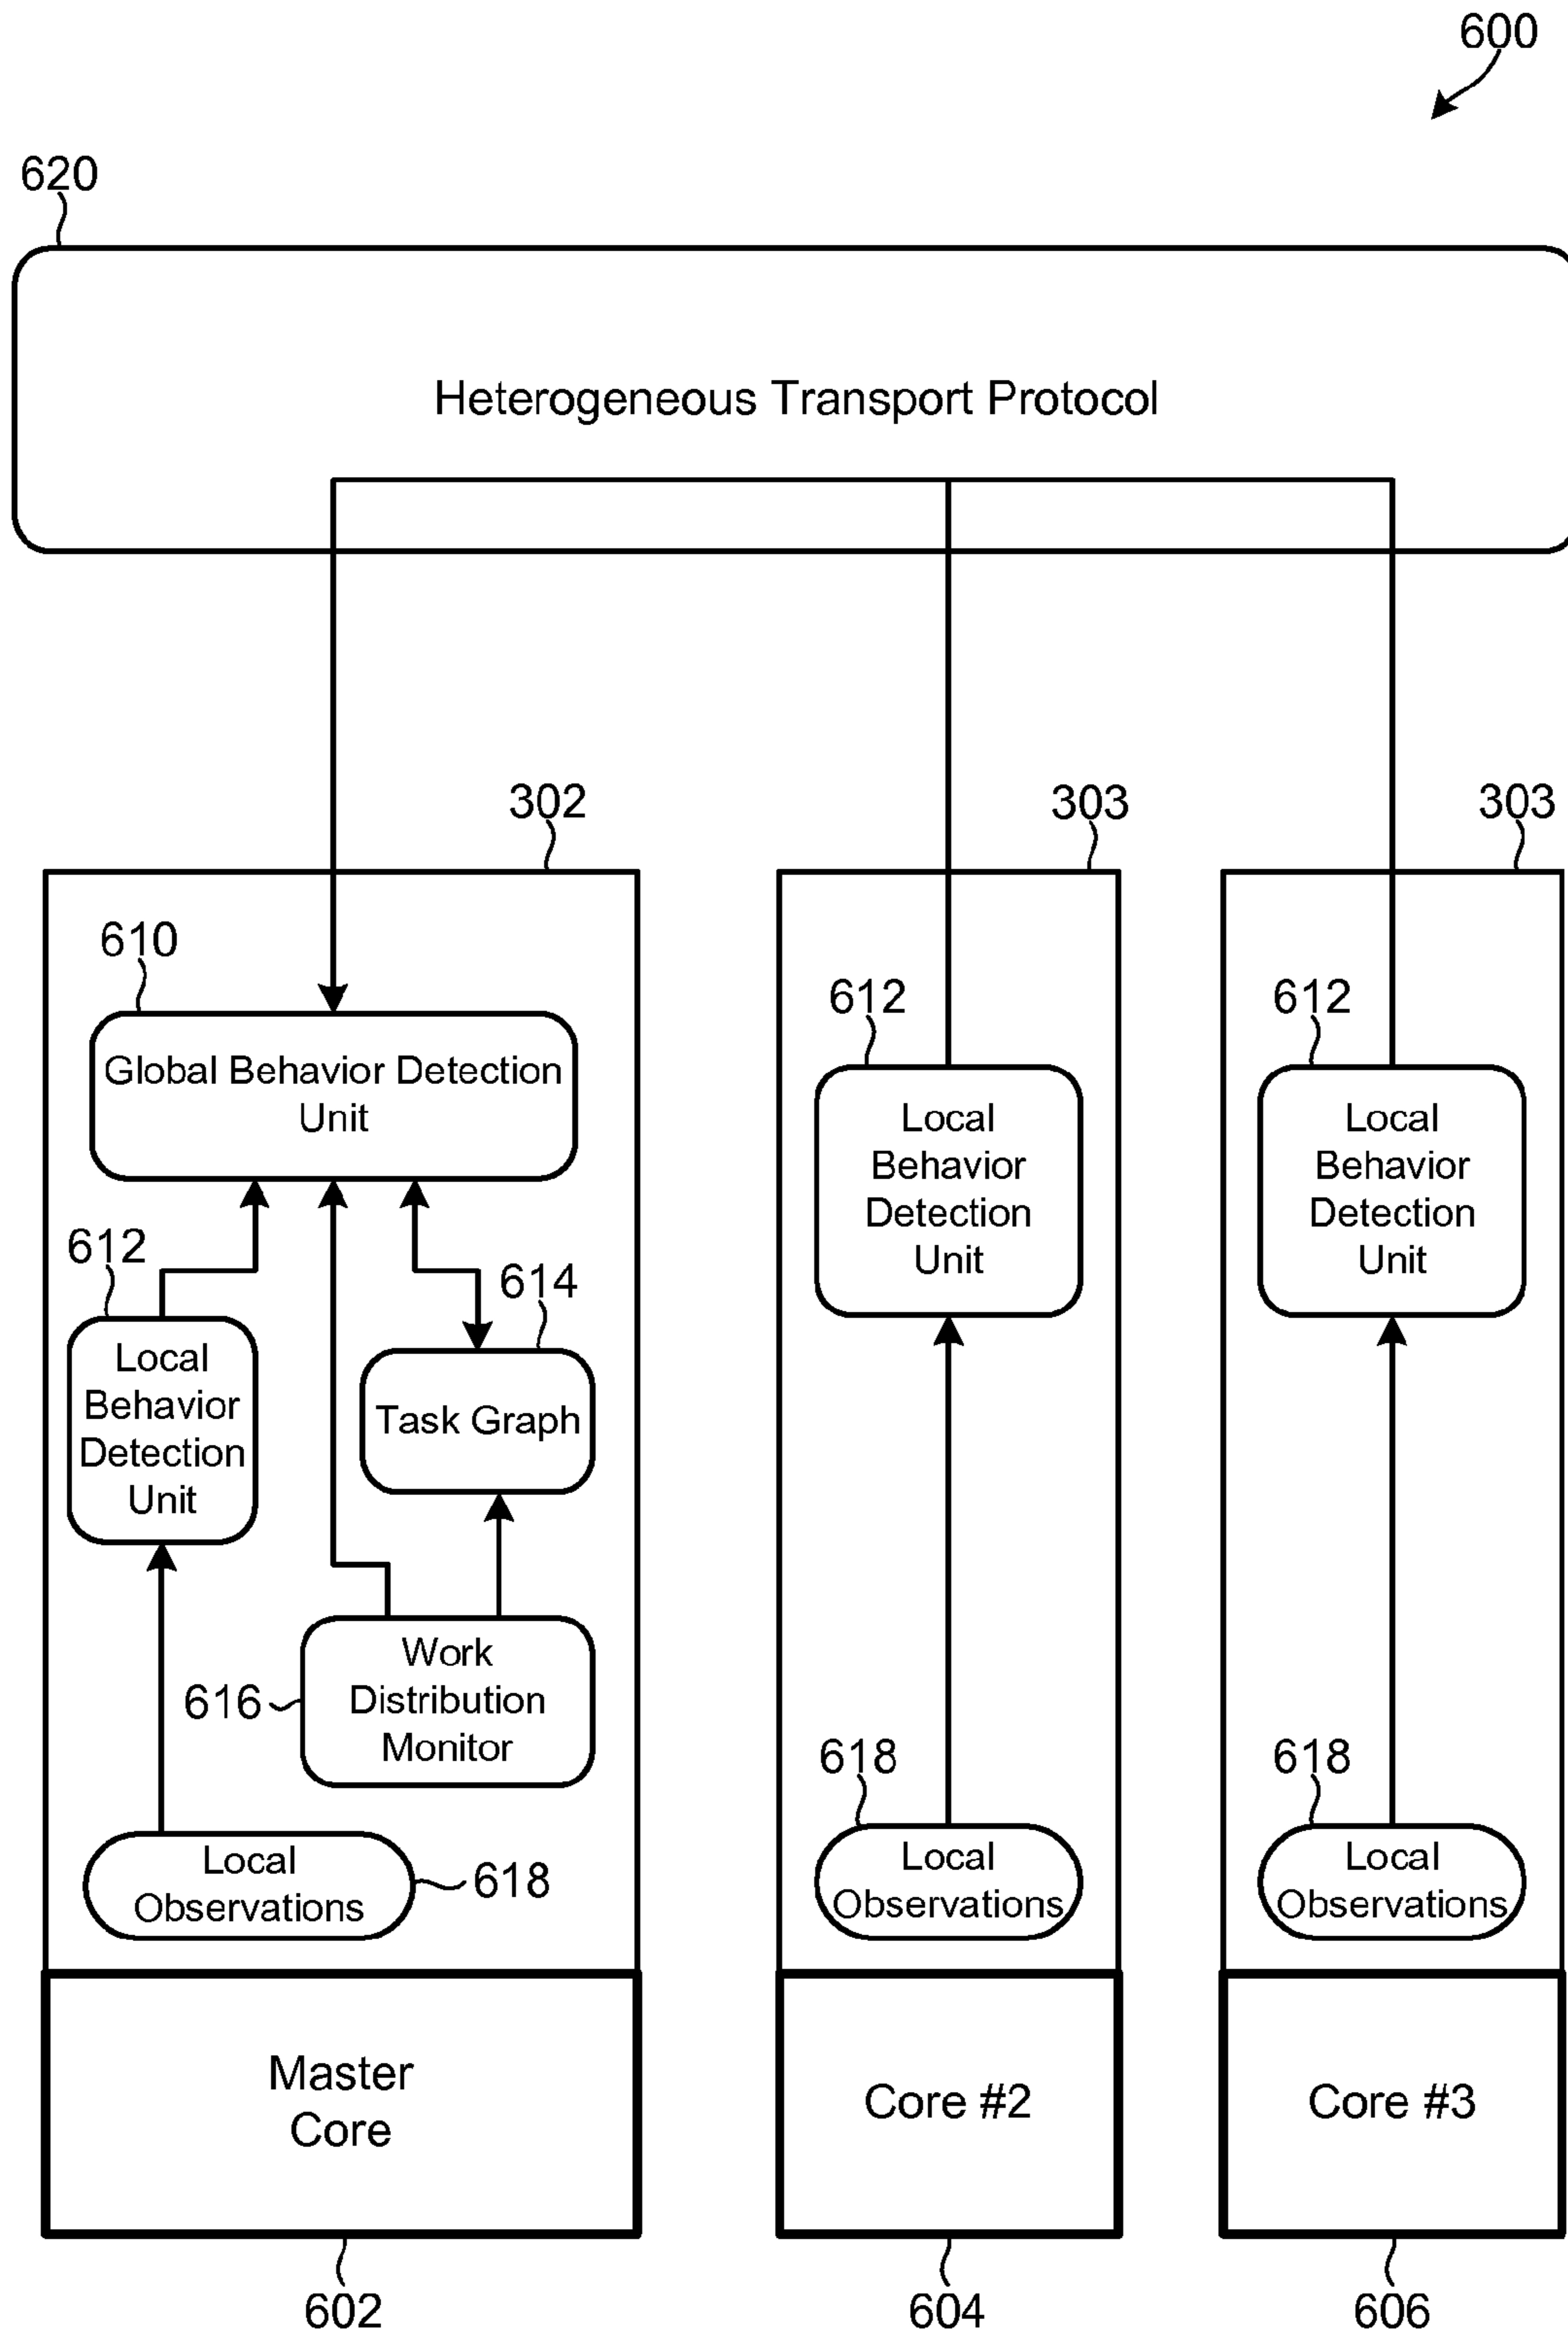 600
620
Heterogeneous Transport Protocol
302
303
303
610
Global Behavior Detection
Unit
612
Local
Behavior
Detection
Unit
612
Local
Behavior
Detection
Unit
612
Local
Behavior
Detection
Unit
614
Task Graph
616
Work
Distribution
Monitor
618
Local
Observations
618
Local
Observations
618
Local
Observations
Master
Core
Core #2
Core #3
602
604
606